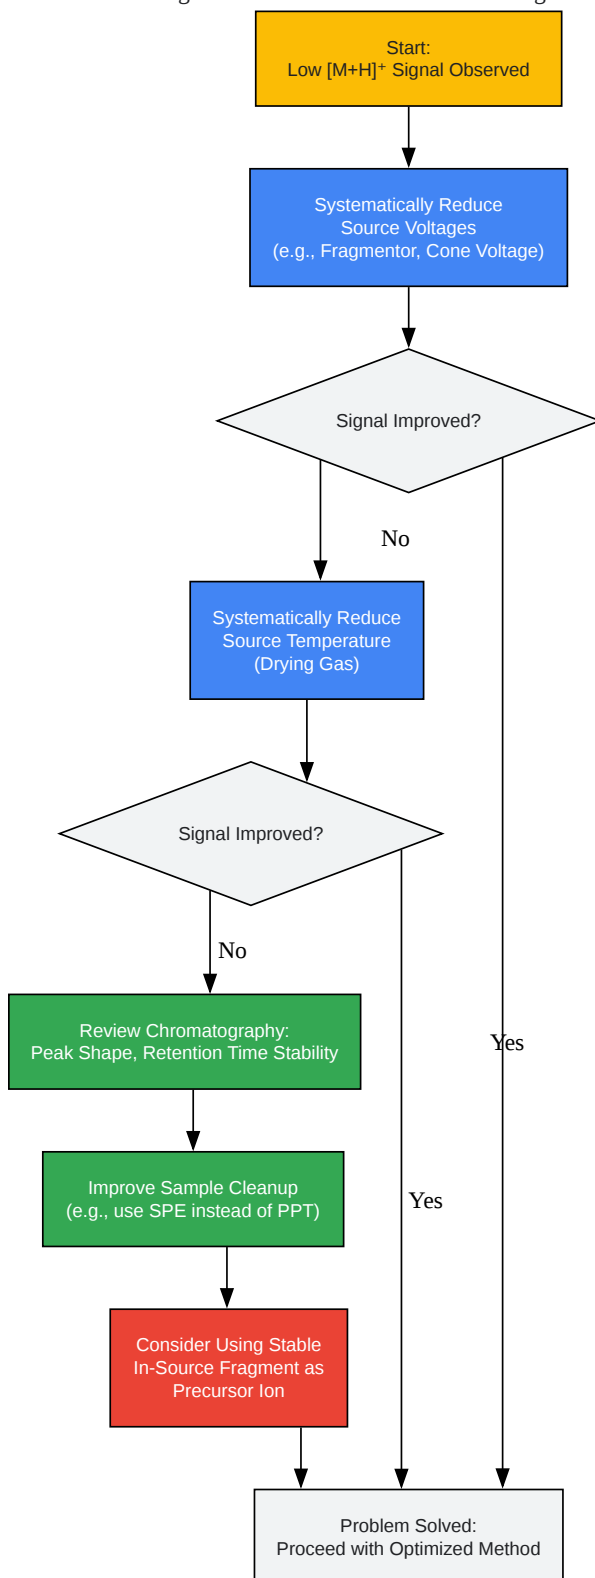 Start:
Low [M+H]⁺ Signal Observed
Systematically Reduce
Source Voltages
(e.g., Fragmentor, Cone Voltage)
Signal Improved?
No
Systematically Reduce
Source Temperature
(Drying Gas)
Signal Improved?
No
Review Chromatography:
Peak Shape, Retention Time Stability
Yes
Improve Sample Cleanup
(e.g., use SPE instead of PPT)
Yes
Consider Using Stable
In-Source Fragment as
Precursor Ion
Problem Solved:
Proceed with Optimized Method